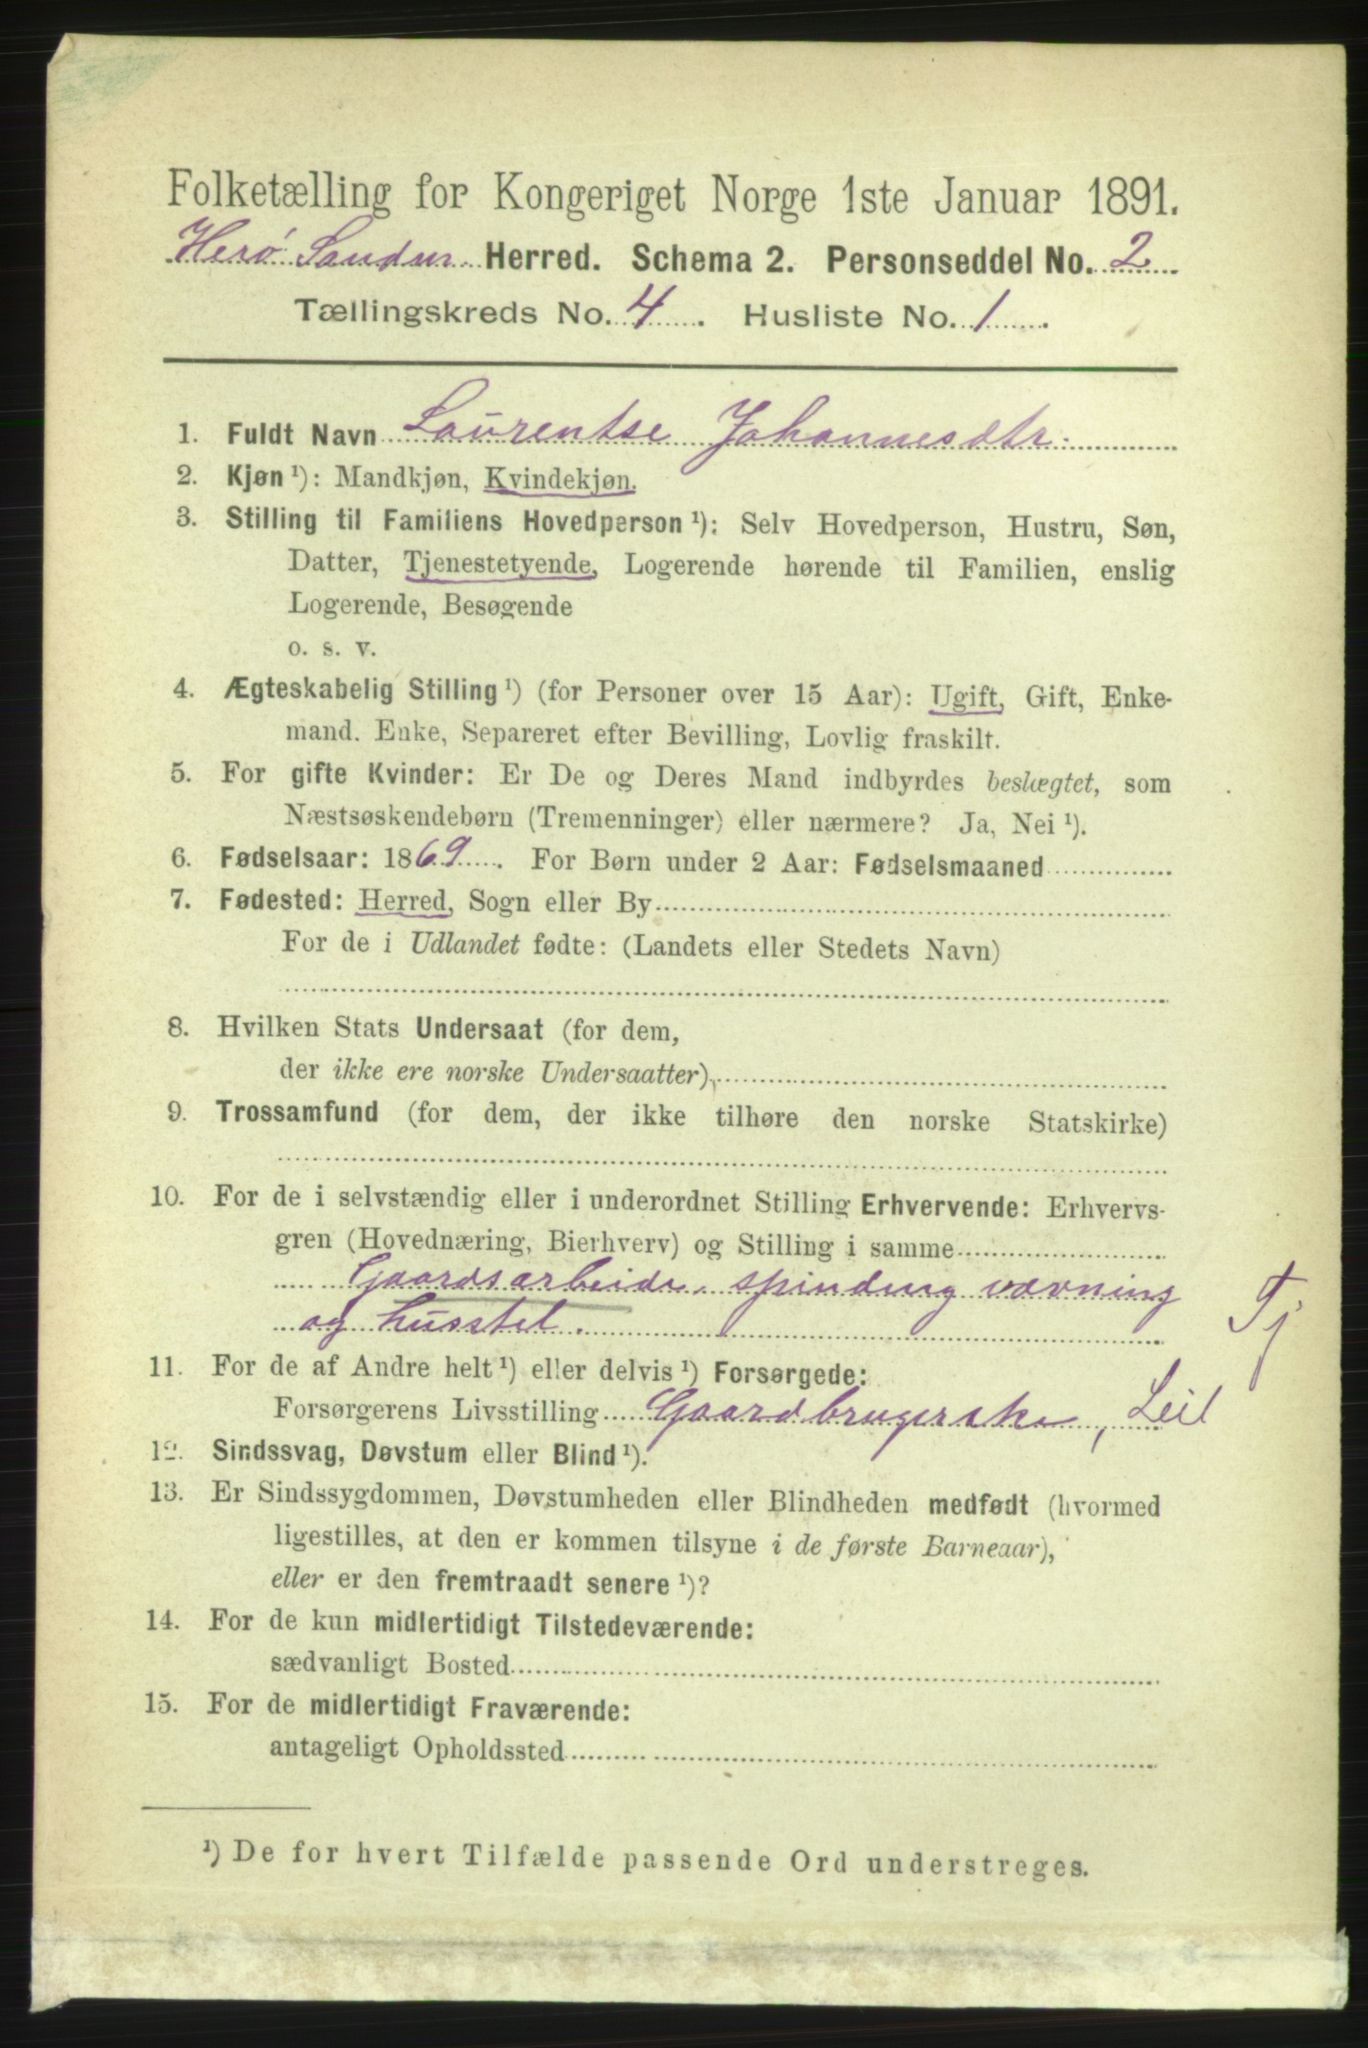 Folketælling for Kongeriget Norge 1ste Januar 1891.
Herø Sandnes Herred. Schema 2. Personseddel No. 2
Tællingskreds No. 4. Husliste No. 1.
1. Fuldt Navn Laurentse Johannesdtr.
2. Kjøn ¹): Mandkjøn, Kvindekjøn.
3. Stilling til Familiens Hovedperson ¹): Selv Hovedperson, Hustru, Søn,
Datter, Tjenestetyende, Logerende hørende til Familien, enslig
Logerende, Besøgende
o. s. v.
4. Ægteskabelig Stilling ¹) (for Personer over 15 Aar): Ugift, Gift, Enke-
mand. Enke, Separeret efter Bevilling, Lovlig fraskilt.
5. For gifte Kvinder: Er De og Deres Mand indbyrdes beslægtet, som
Næstsøskendebørn (Tremenninger) eller nærmere? Ja, Nei ¹).
6. Fødselsaar: 1869. For Børn under 2 Aar: Fødselsmaaned
7. Fødested: Herred, Sogn eller By
For de i Udlandet fødte: (Landets eller Stedets Navn)
8. Hvilken Stats Undersaat (for dem,
der ikke ere norske Undersaatter)
9. Trossamfund (for dem, der ikke tilhøre den norske Statskirke)
10. For de i selvstændig eller i underordnet Stilling Erhvervende: Erhvervs-
gren (Hovednæring, Bierhverv) og Stilling i samme
Gaardsarbeide, spinding vævning
og husstel. Tj
11. For de af Andre helt ¹) eller delvis ¹) Forsørgede:
Forsørgerens Livsstilling Gaardbrugerske, Leil
12. Sindssvag, Døvstum eller Blind ¹).
13. Er Sindssygdommen, Døvstumheden eller Blindheden medfødt (hvormed
ligestilles, at den er kommen tilsyne i de første Barneaar),
eller er den fremtraadt senere ¹)?
14. For de kun midlertidigt Tilstedeværende:
sædvanligt Bosted
15. For de midlertidigt Fraværende:
antageligt Opholdssted
¹) De for hvert Tilfælde passende Ord understreges.